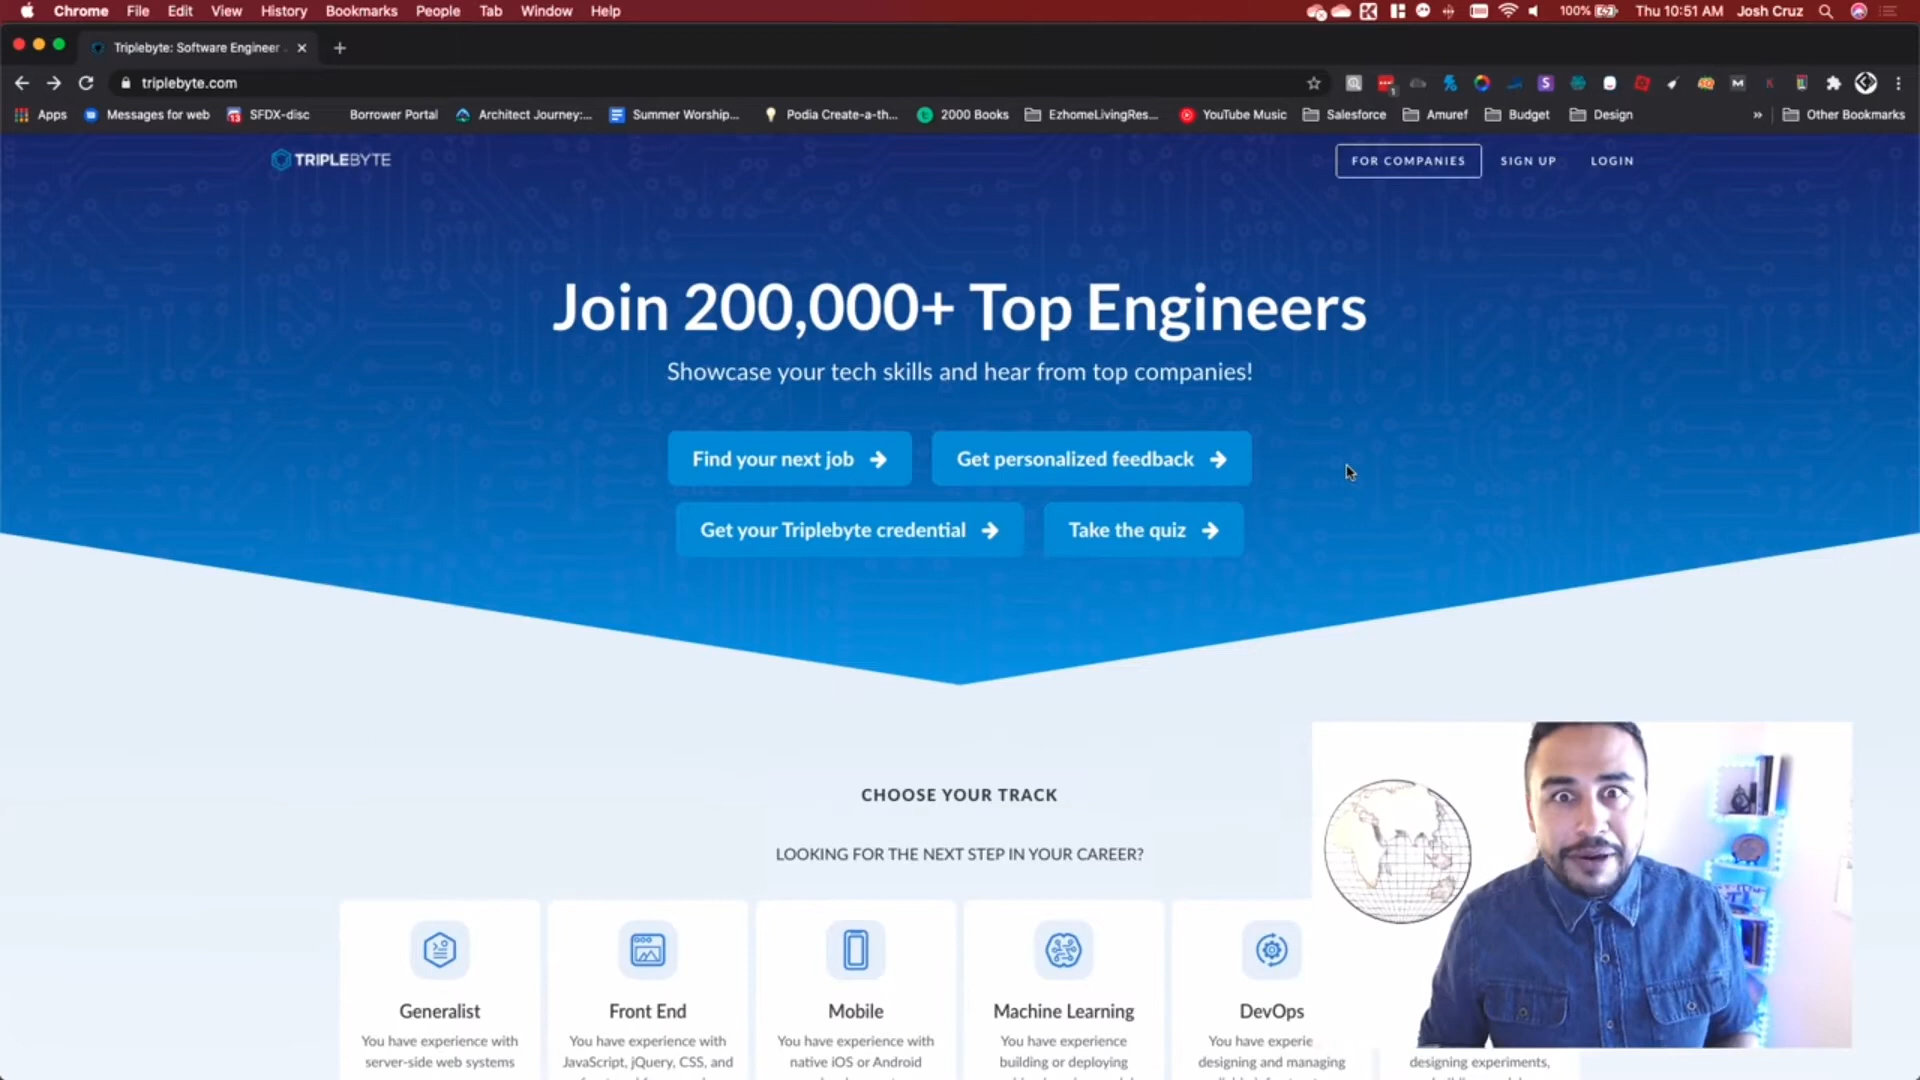 Chrome File Edit View History Bookmarks People Tab Window Help 100% Thu 10:51 AM Josh Cruz
Triplebyte: Software Engineer
triplebyte.com
Apps Messages for web SFDX-disc Borrower Portal Architect Journey:... Summer Worship... Podia Create-a-th... 2000 Books EzhomeLivingRes... YouTube Music Salesforce Amuref Budget Design » Other Bookmarks
TRIPLEBYTE FOR COMPANIES SIGN UP LOGIN
Join 200,000+ Top Engineers
Showcase your tech skills and hear from top companies!
Find your next job → Get personalized feedback →
Get your Triplebyte credential → Take the quiz →
CHOOSE YOUR TRACK
LOOKING FOR THE NEXT STEP IN YOUR CAREER?
Generalist
You have experience with
server-side web systems
Front End
You have experience with
JavaScript, jQuery, CSS, and
Mobile
You have experience with
native iOS or Android
Machine Learning
You have experience
building or deploying
DevOps
You have experie
designing and managing
designing experiments,